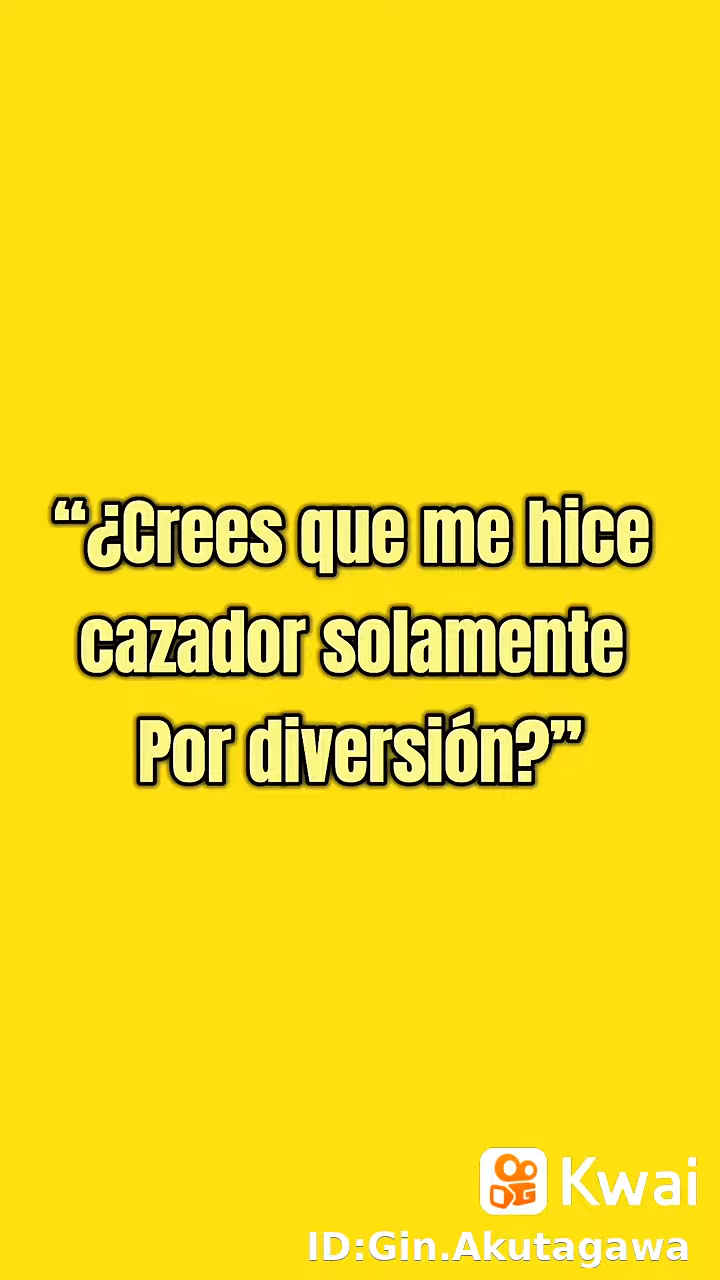 “¿Crees que me hice
cazador solamente
Por diversión?”
Kwai
ID:Gin.Akutagawa